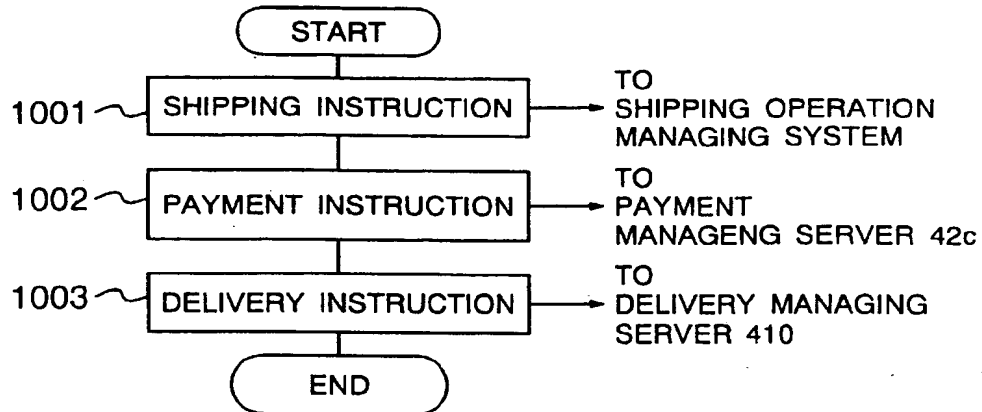 START
1001
SHIPPING INSTRUCTION
TO
SHIPPING OPERATION
MANAGING SYSTEM
1002
PAYMENT INSTRUCTION
TO
PAYMENT
MANAGENG SERVER 42c
1003
DELIVERY INSTRUCTION
TO
DELIVERY MANAGING
SERVER 410
END